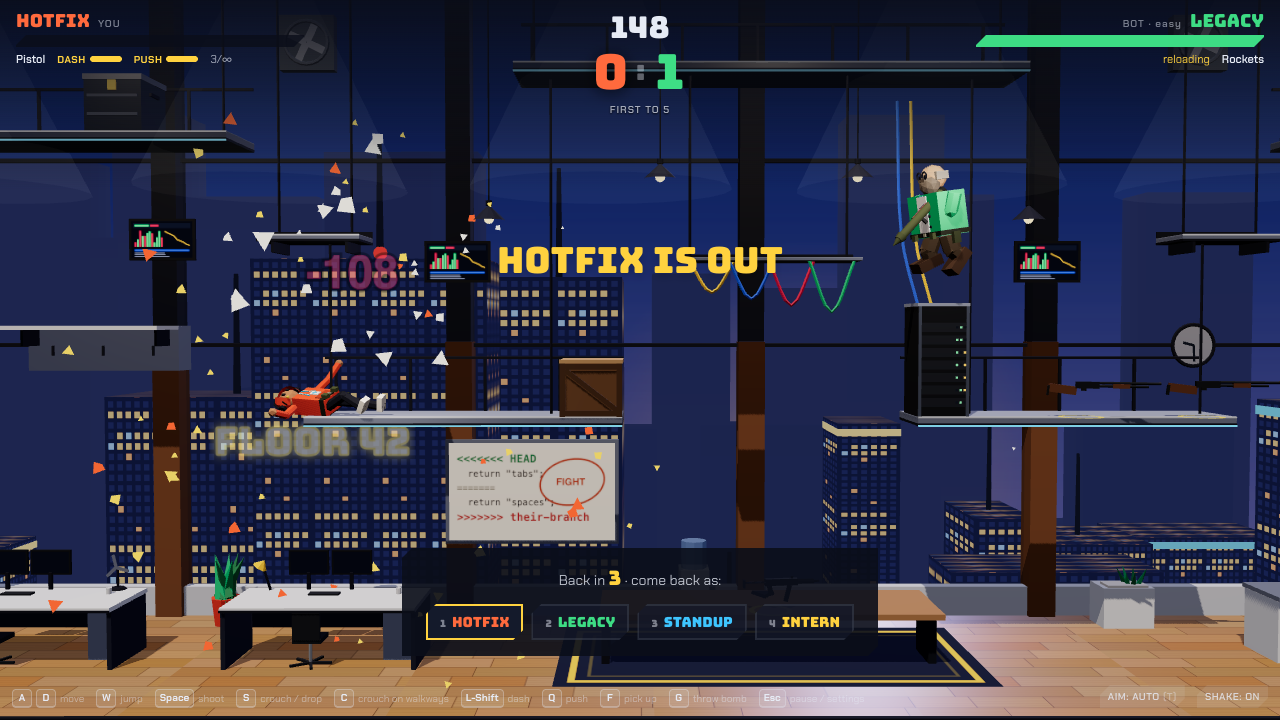 HOTFIX YOU
Pistol DASH PUSH 3/∞
148
0:1
FIRST TO 5
BOT · easy LEGACY
reloading Rockets
-108
HOTFIX IS OUT
FLOOR 42
<<<<<<< HEAD
return "tabs";
=======
return "spaces";
>>>>>>> their-branch
FIGHT
Back in 3 · come back as:
1 HOTFIX
2 LEGACY
3 STANDUP
4 INTERN
A D move W jump Space shoot S crouch / drop C crouch on walkways L-Shift dash Q push F pick up G throw bomb Esc pause / settings
AIM: AUTO [T] SHAKE: ON